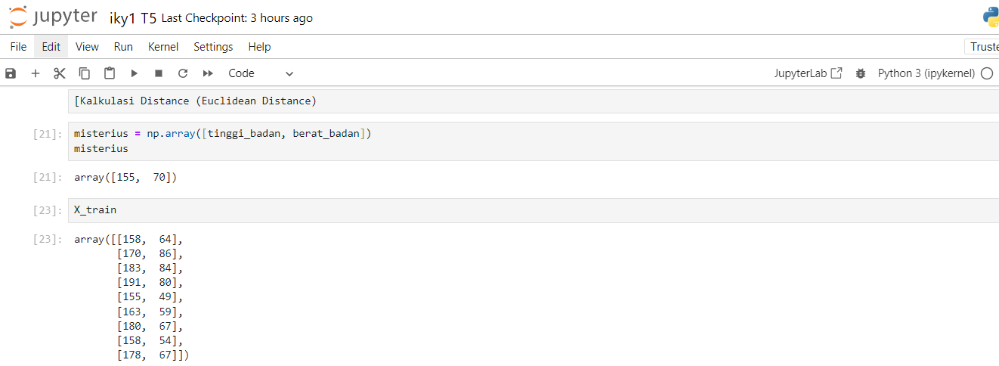 jupyter iky1 T5 Last Checkpoint: 3 hours ago
File Edit View Run Kernel Settings Help Truste
Code JupyterLab Python 3 (ipykernel)
[Kalkulasi Distance (Euclidean Distance)
[21]: misterius = np.array([tinggi_badan, berat_badan])
misterius
[21]: array([155,  70])
[23]: X_train
[23]: array([[158,  64],
[170,  86],
[183,  84],
[191,  80],
[155,  49],
[163,  59],
[180,  67],
[158,  54],
[178,  67]])